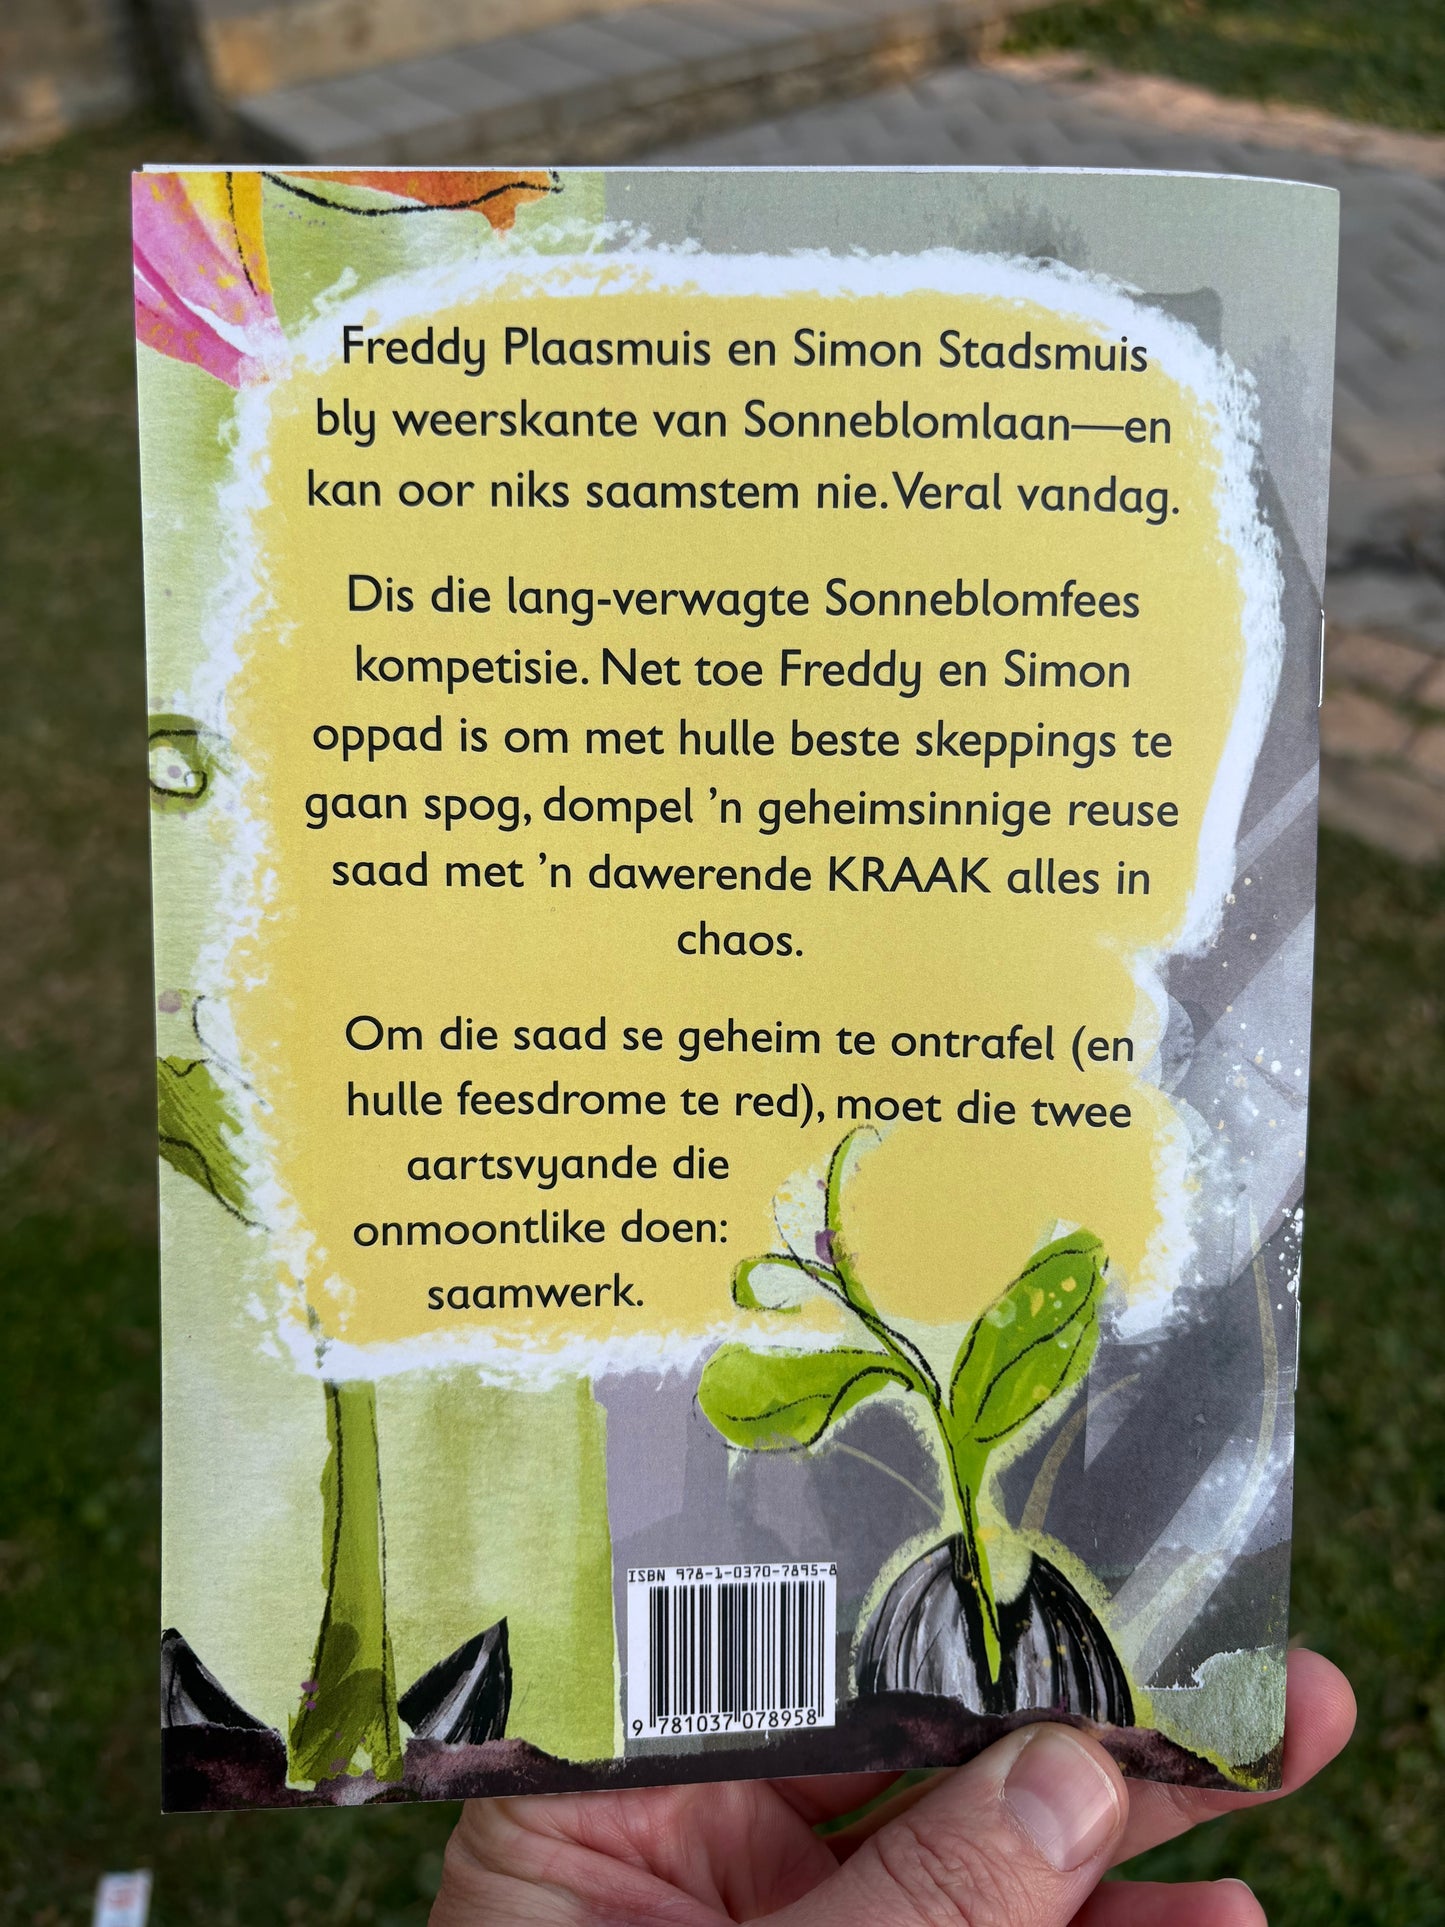 Freddy Plaasmuis en Simon Stadsmuis
bly weerskante van Sonneblomlaan—en
kan oor niks saamstem nie. Veral vandag.
Dis die lang-verwagte Sonneblomfees
kompetisie. Net toe Freddy en Simon
oppad is om met hulle beste skeppings te
gaan spog, dompel ’n geheimsinnige reuse
saad met ’n dawerende KRAAK alles in
chaos.
Om die saad se geheim te ontrafel (en
hulle feesdrome te red), moet die twee
aartsvyande die
onmoontlike doen:
saamwerk.
ISBN 978-1-0370-7895-8
9 781037 078958